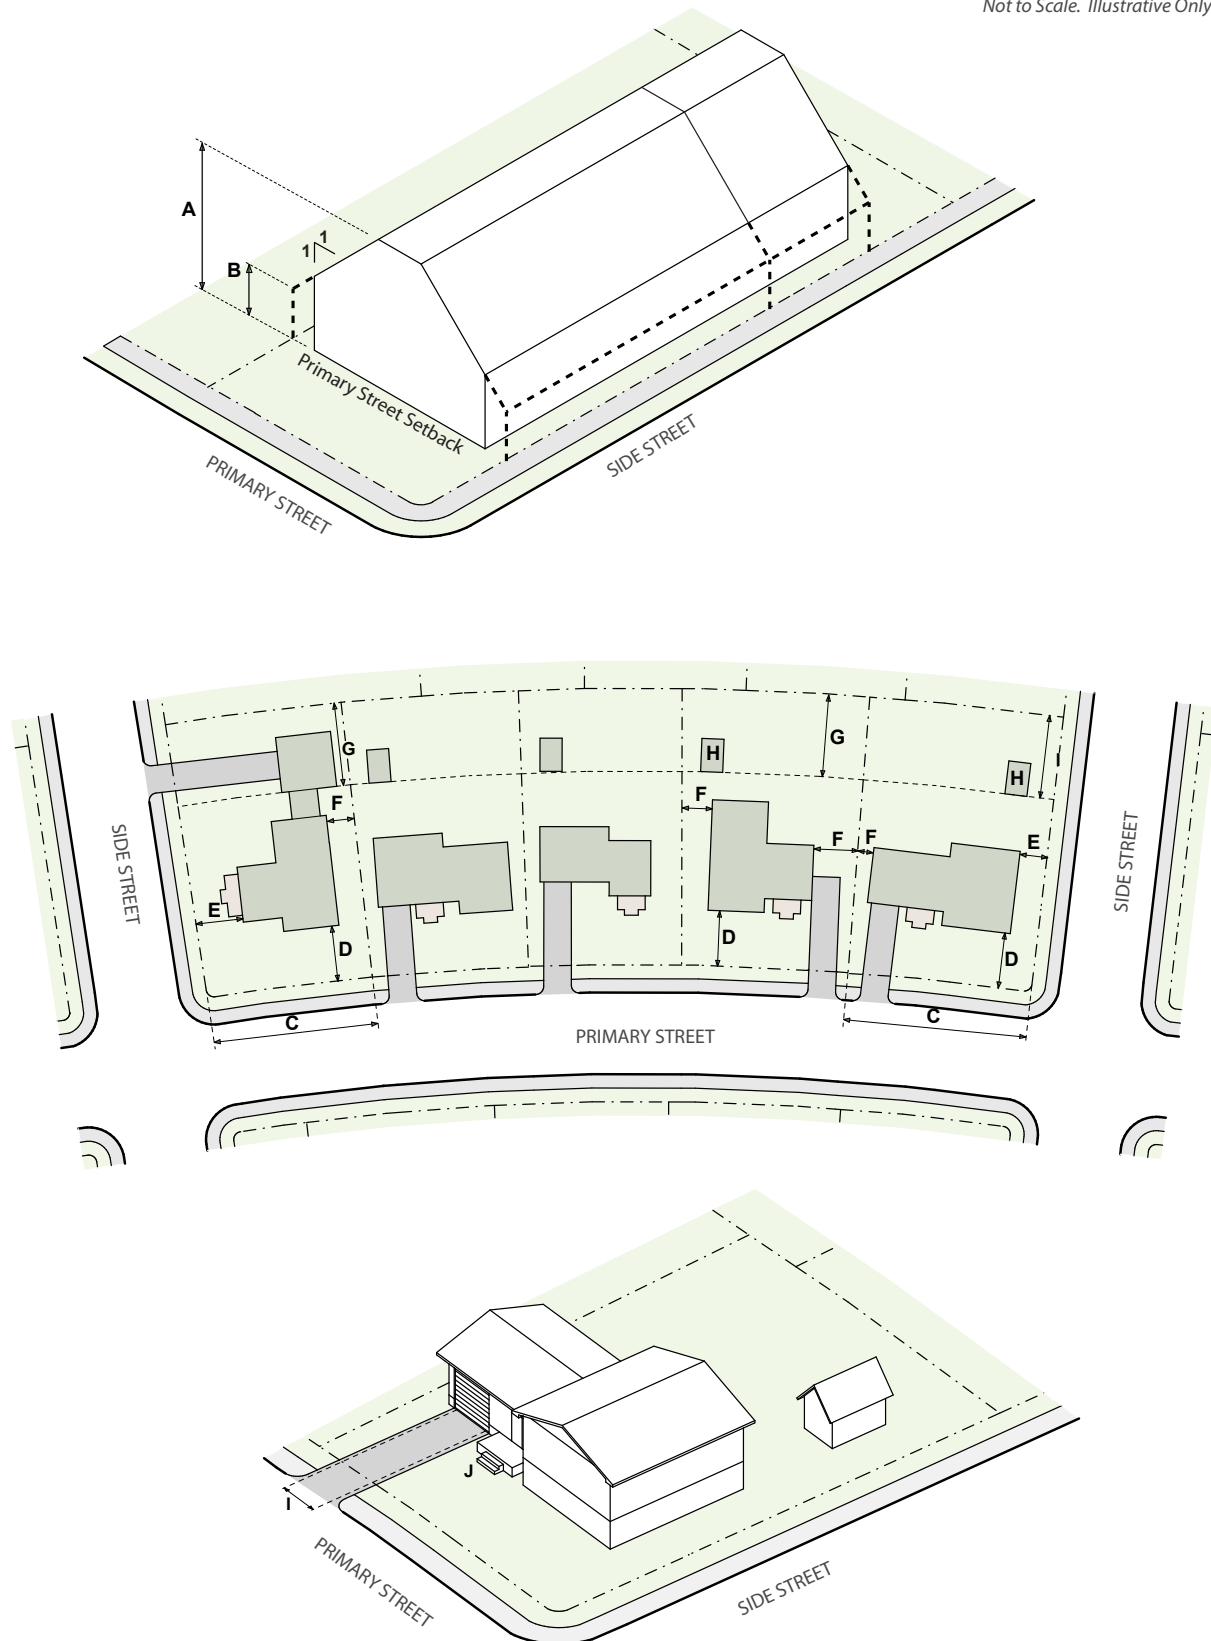 Not to Scale. Illustrative Only
A
1
1
B
Primary Street Setback
PRIMARY STREET
SIDE STREET
G
G
I
H
H
F
F
F
F
E
SIDE STREET
SIDE STREET
E
D
D
D
C
C
PRIMARY STREET
J
I
PRIMARY STREET
SIDE STREET